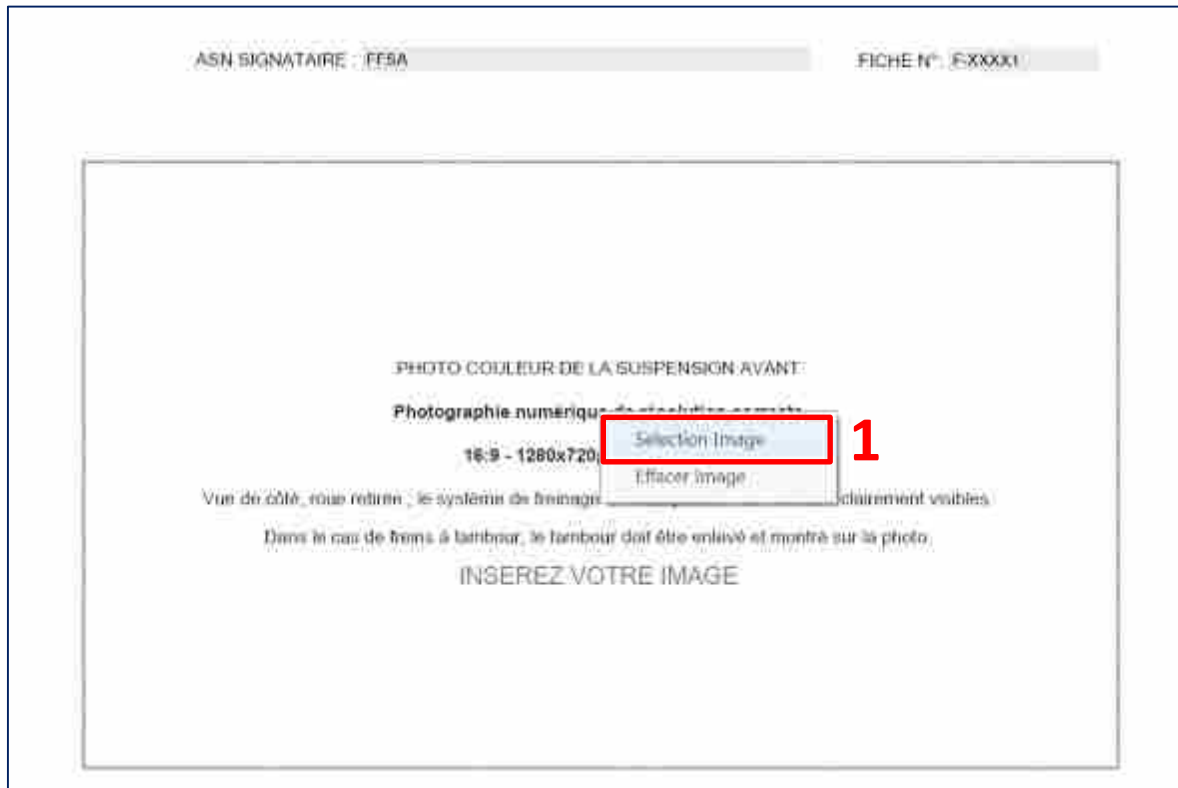 ASN SIGNATAIRE : FFSA
FICHE N°: F-XXXX1
PHOTO COULEUR DE LA SUSPENSION AVANT
Photographie numérique
Selection Image
1
16:9 - 1280x720
Effacer Image
Vue de côté, roue retirée ; le système de freinage clairement visibles
Dans le cas de freins à tambour, le tambour doit être enlevé et montré sur la photo.
INSEREZ VOTRE IMAGE